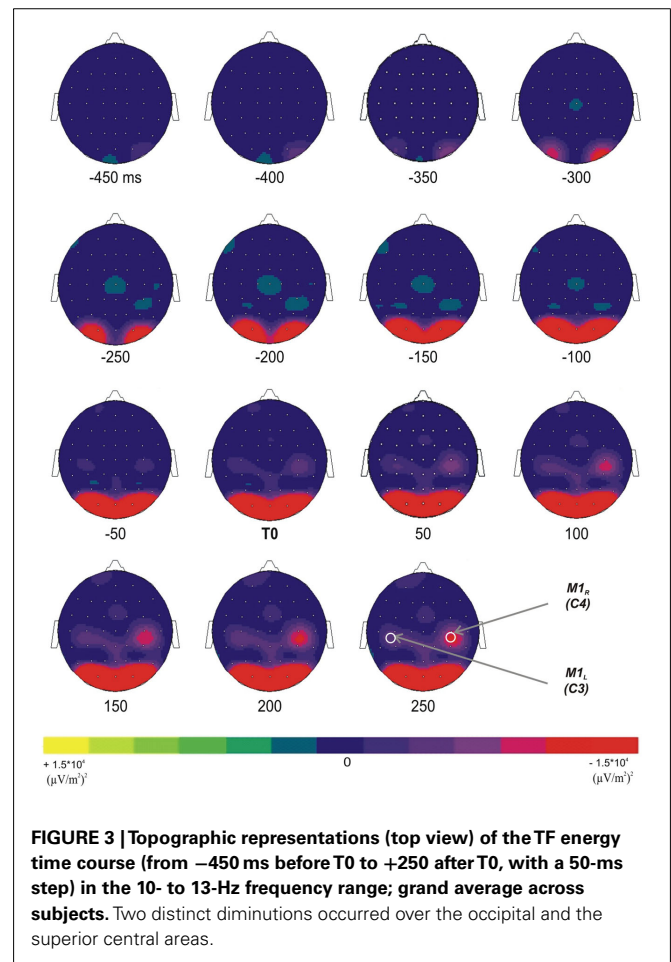 -450 ms -400 -350 -300
-250 -200 -150 -100
-50 T0 50 100
M1R
(C4)
M1L
(C3)
150 200 250
+ 1.5*10⁴ 0 - 1.5*10⁴
(µV/m²)² (µV/m²)²
FIGURE 3 | Topographic representations (top view) of the TF energy
time course (from −450 ms before T0 to +250 after T0, with a 50-ms
step) in the 10- to 13-Hz frequency range; grand average across
subjects. Two distinct diminutions occurred over the occipital and the
superior central areas.